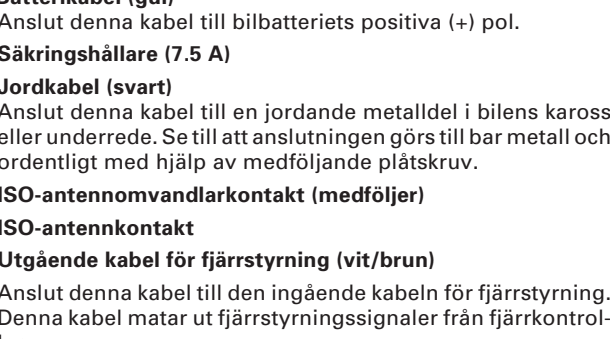 Batterikabel (gul)
Anslut denna kabel till bilbatteriets positiva (+) pol.
Säkringshållare (7.5 A)
Jordkabel (svart)
Anslut denna kabel till en jordande metalldel i bilens kaross
eller underrede. Se till att anslutningen görs till bar metall och
ordentligt med hjälp av medföljande plåtskruv.
ISO-antennomvandlarkontakt (medföljer)
ISO-antennkontakt
Utgående kabel för fjärrstyrning (vit/brun)
Anslut denna kabel till den ingående kabeln för fjärrstyrning.
Denna kabel matar ut fjärrstyrningssignaler från fjärrkontrol-